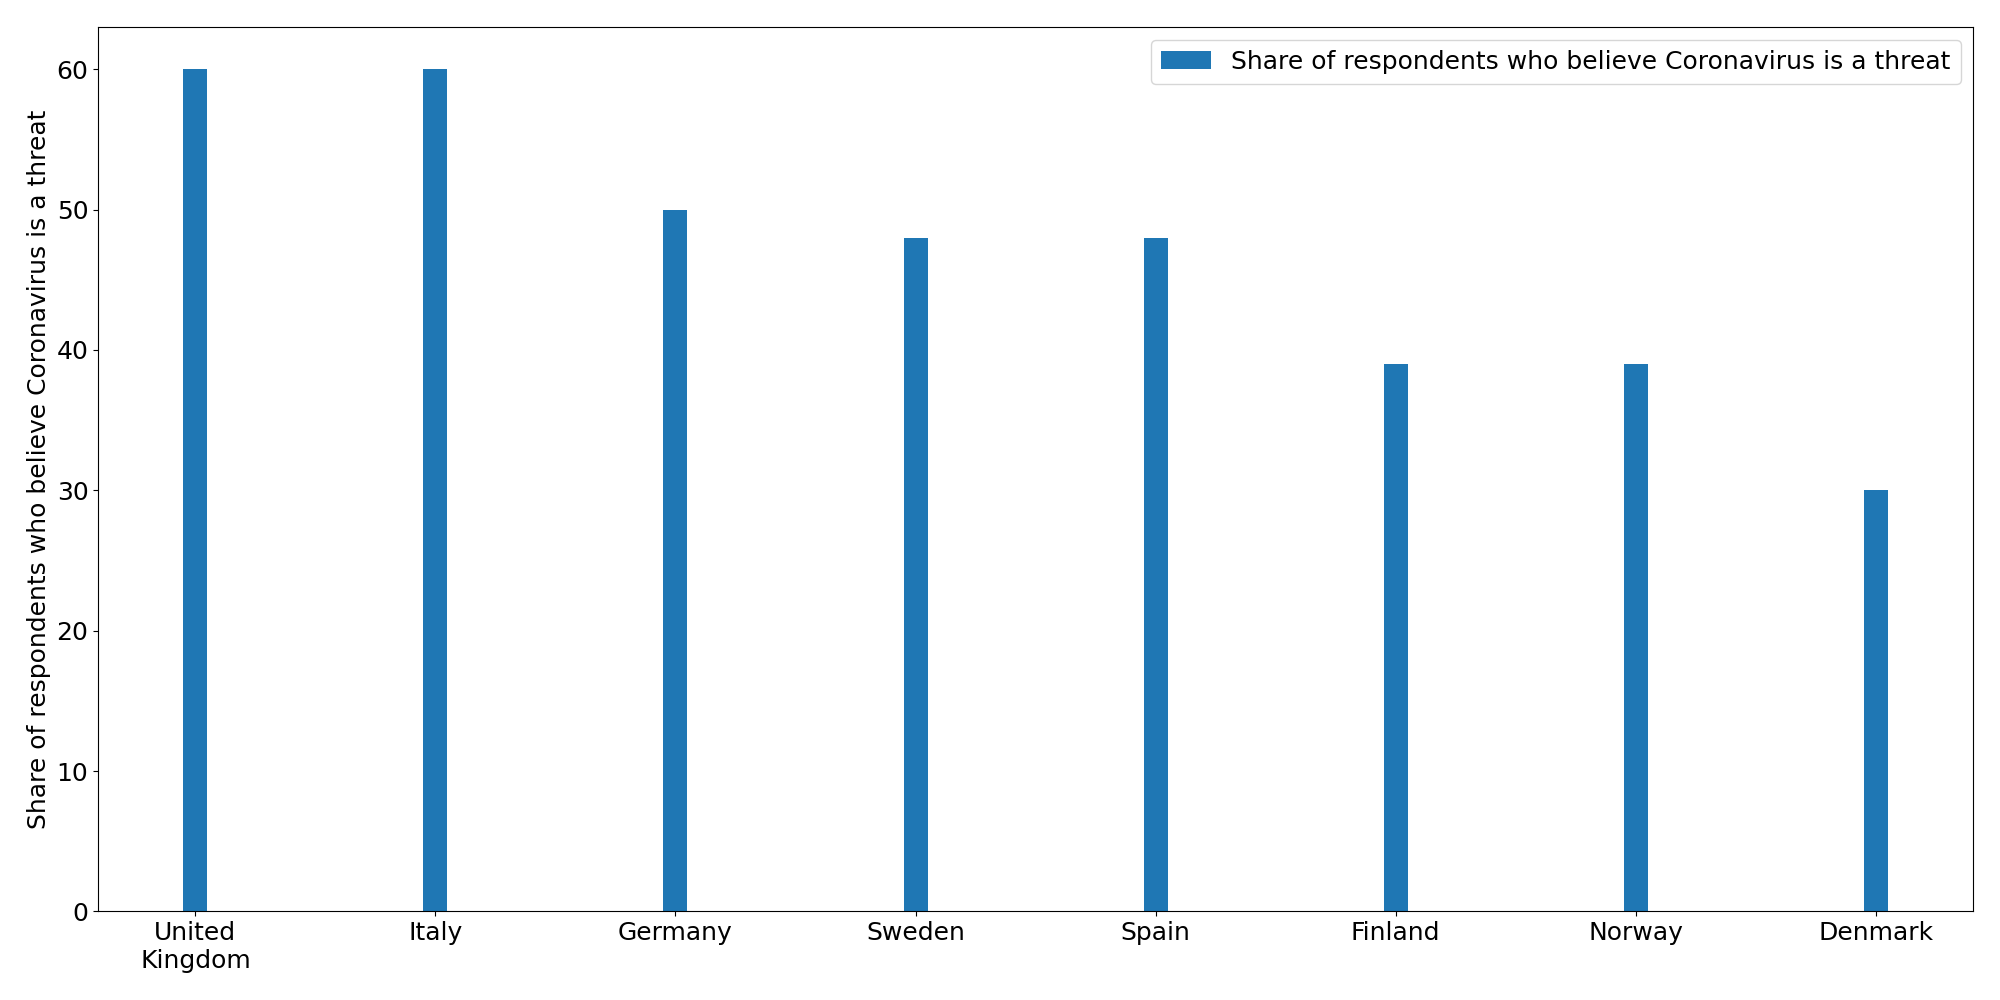 Share of respondents who believe Coronavirus is a threat
Share of respondents who believe Coronavirus is a threat
60
50
40
30
20
10
0
United
Kingdom
Italy
Germany
Sweden
Spain
Finland
Norway
Denmark